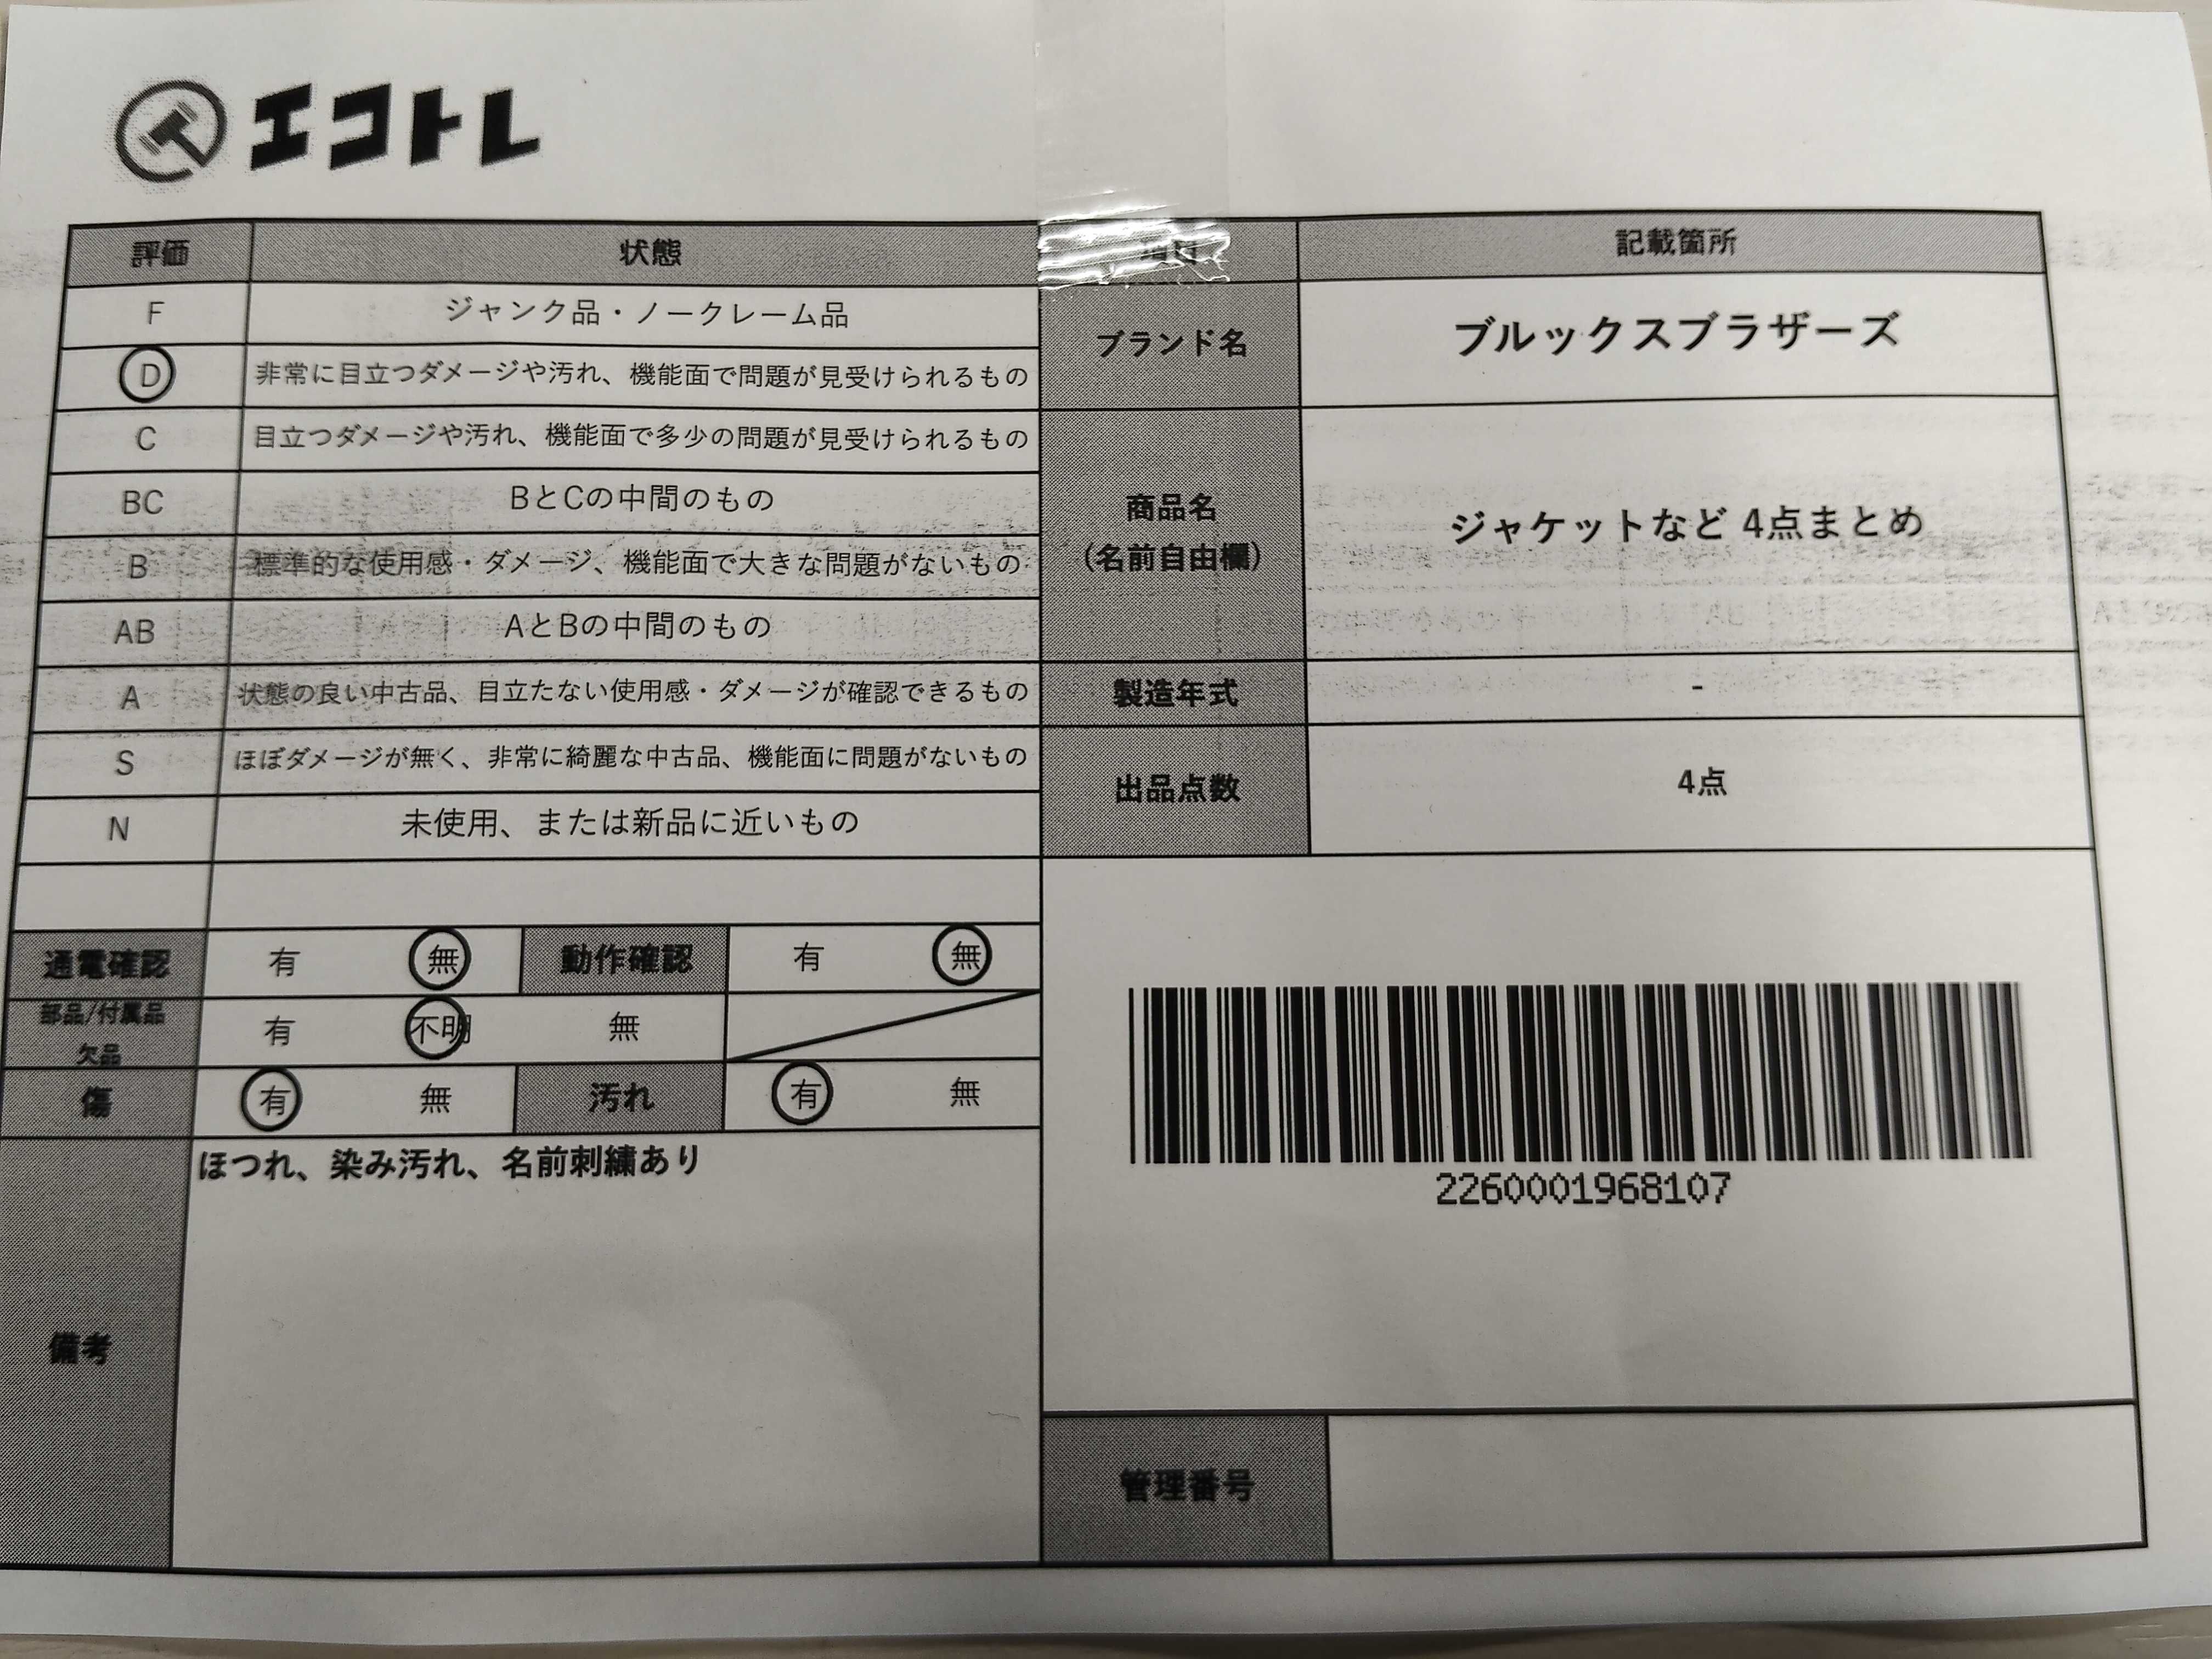 エコトレ
評価 状態
F ジャンク品・ノークレーム品
D 非常に目立つダメージや汚れ、機能面で問題が見受けられるもの
C 目立つダメージや汚れ、機能面で多少の問題が見受けられるもの
BC BとCの中間のもの
B 標準的な使用感・ダメージ、機能面で大きな問題がないもの
AB AとBの中間のもの
A 状態の良い中古品、目立たない使用感・ダメージが確認できるもの
S ほぼダメージが無く、非常に綺麗な中古品、機能面に問題がないもの
N 未使用、または新品に近いもの
通電確認 有 無 動作確認 有 無
部品/付属品
欠品
有 不明 無
傷 有 無 汚れ 有 無
備考
ほつれ、染み汚れ、名前刺繍あり
項目 記載箇所
ブランド名 ブルックスブラザーズ
商品名
(名前自由欄)
ジャケットなど 4点まとめ
製造年式 -
出品点数 4点
2260001968107
管理番号